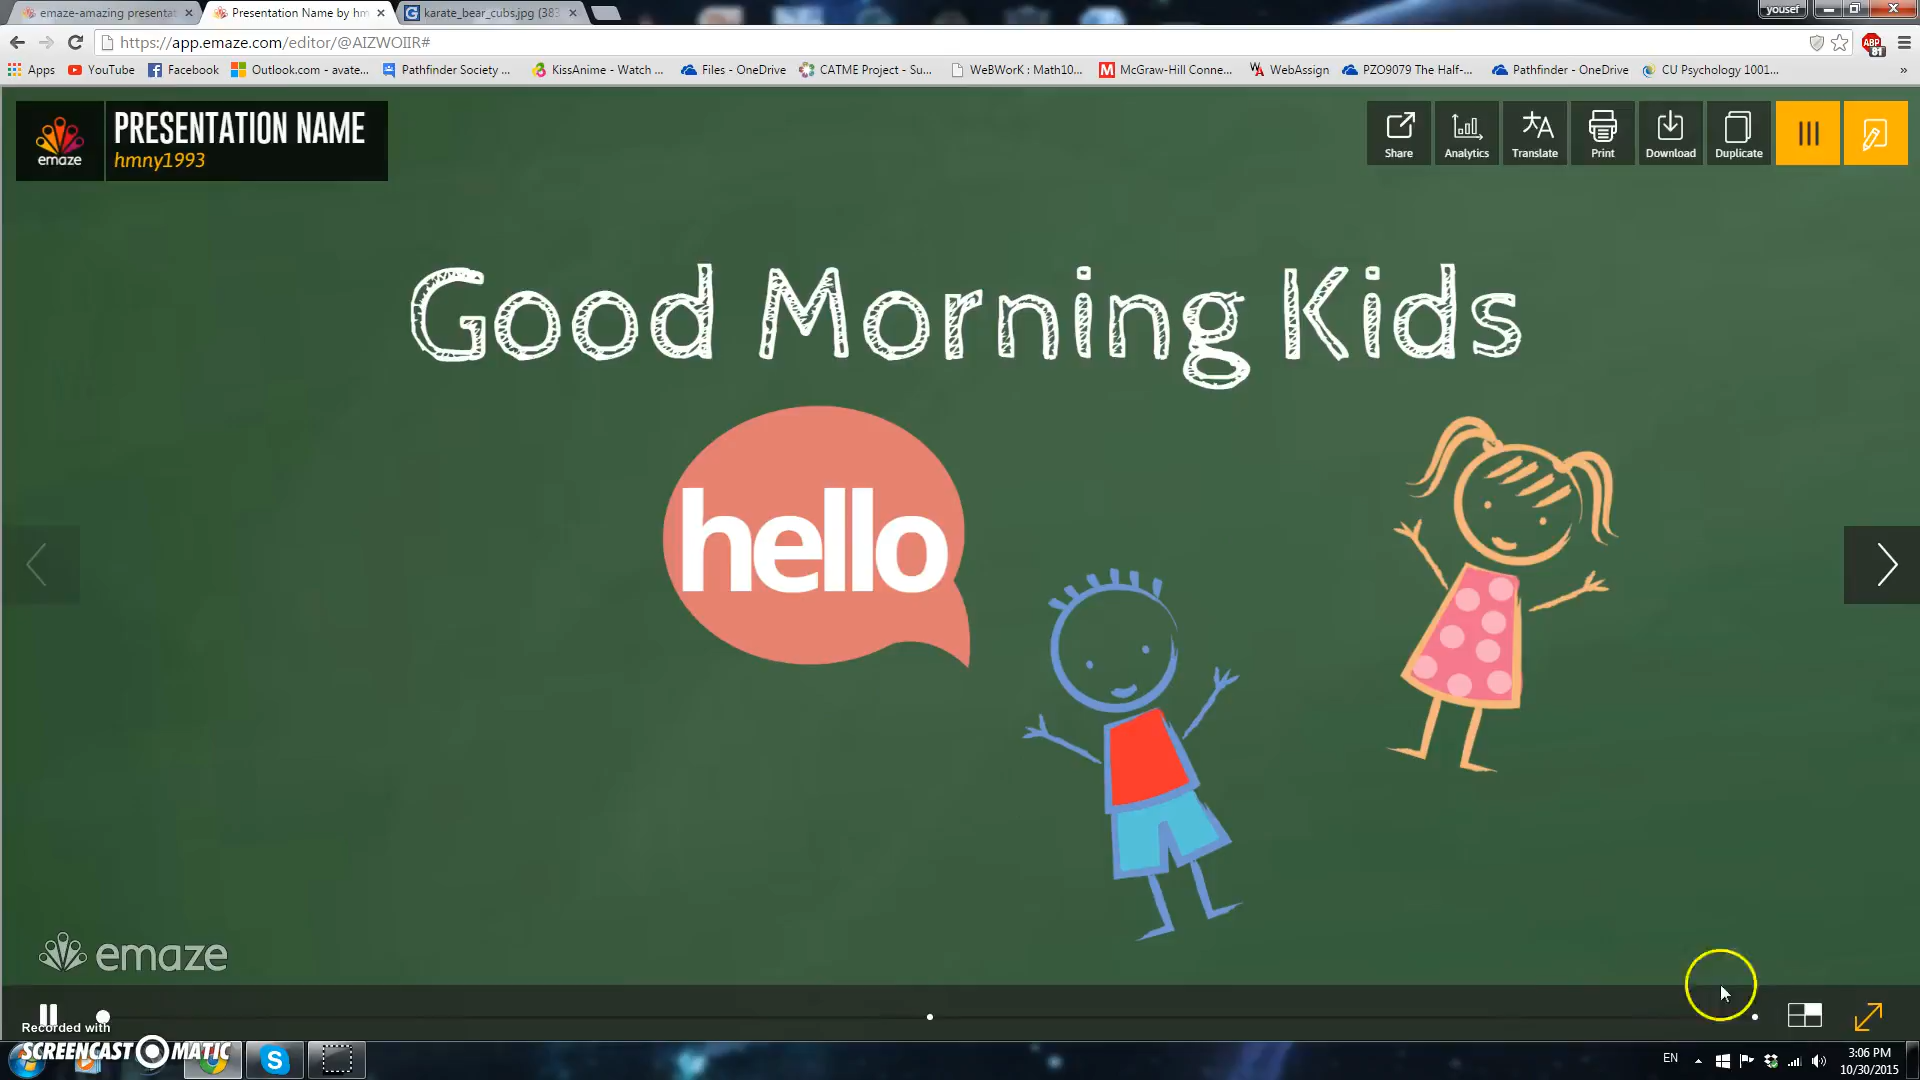 emaze-amazing presentat
Presentation Name by hm
karate_bear_cubs.jpg (383
yousef
https://app.emaze.com/editor/@AIZWOIIR#
ABP
81
Apps
YouTube
Facebook
Outlook.com - avate...
Pathfinder Society ...
KissAnime - Watch ...
Files - OneDrive
CATME Project - Su...
WeBWorK : Math10...
McGraw-Hill Conne...
WebAssign
PZO9079 The Half-...
Pathfinder - OneDrive
CU Psychology 1001...
»
emaze
PRESENTATION NAME
hmny1993
Share
Analytics
Translate
Print
Download
Duplicate
Good Morning Kids
hello
emaze
Recorded with
SCREENCAST MATIC
EN
3:06 PM
10/30/2015